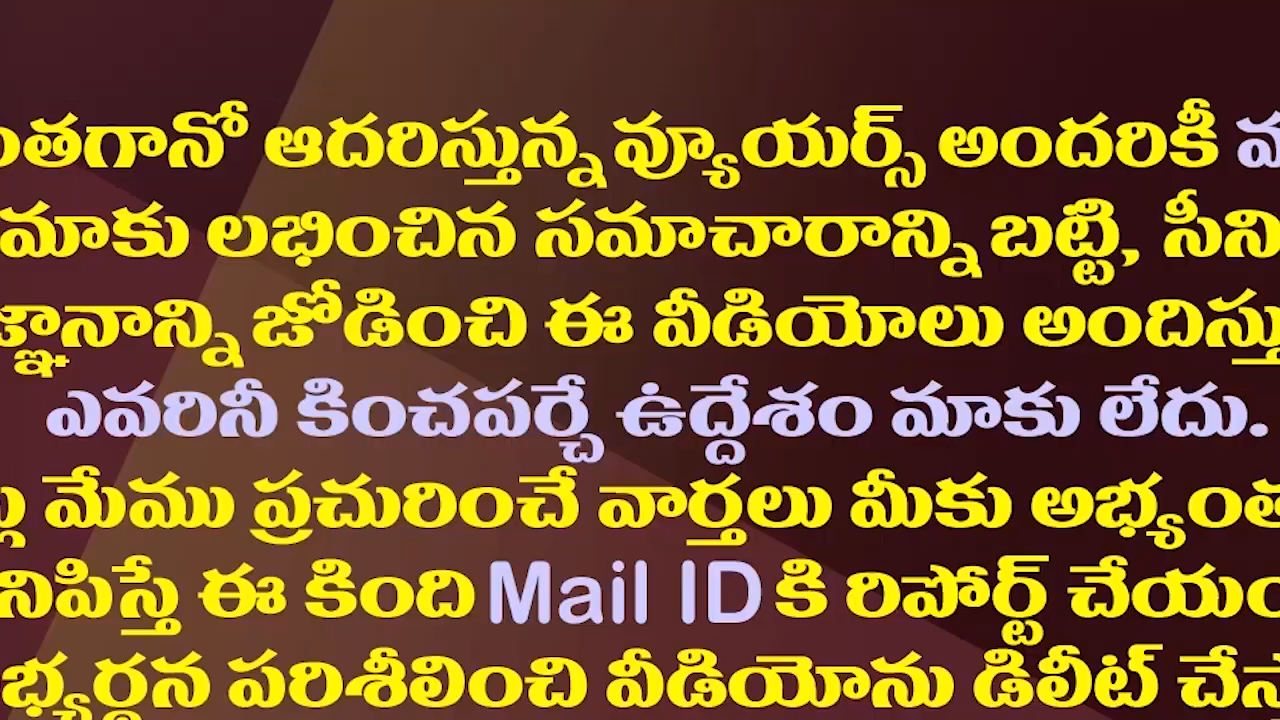 ంతగానో ఆదరిస్తున్న వ్యూయర్స్ అందరికీ
మాకు లభించిన సమాచారాన్ని బట్టి, సీని
జ్ఞానాన్ని జోడించి ఈ వీడియోలు అందిస్తు
ఎవరినీ కించపర్చే ఉద్దేశం మాకు లేదు.
మేము ప్రచురించే వార్తలు మీకు అభ్యంత
నిపిస్తే ఈ కింది Mail ID కి రిపోర్ట్ చేయం
భ్యర్థన పరిశీలించి వీడియోను డిలీట్ చేస